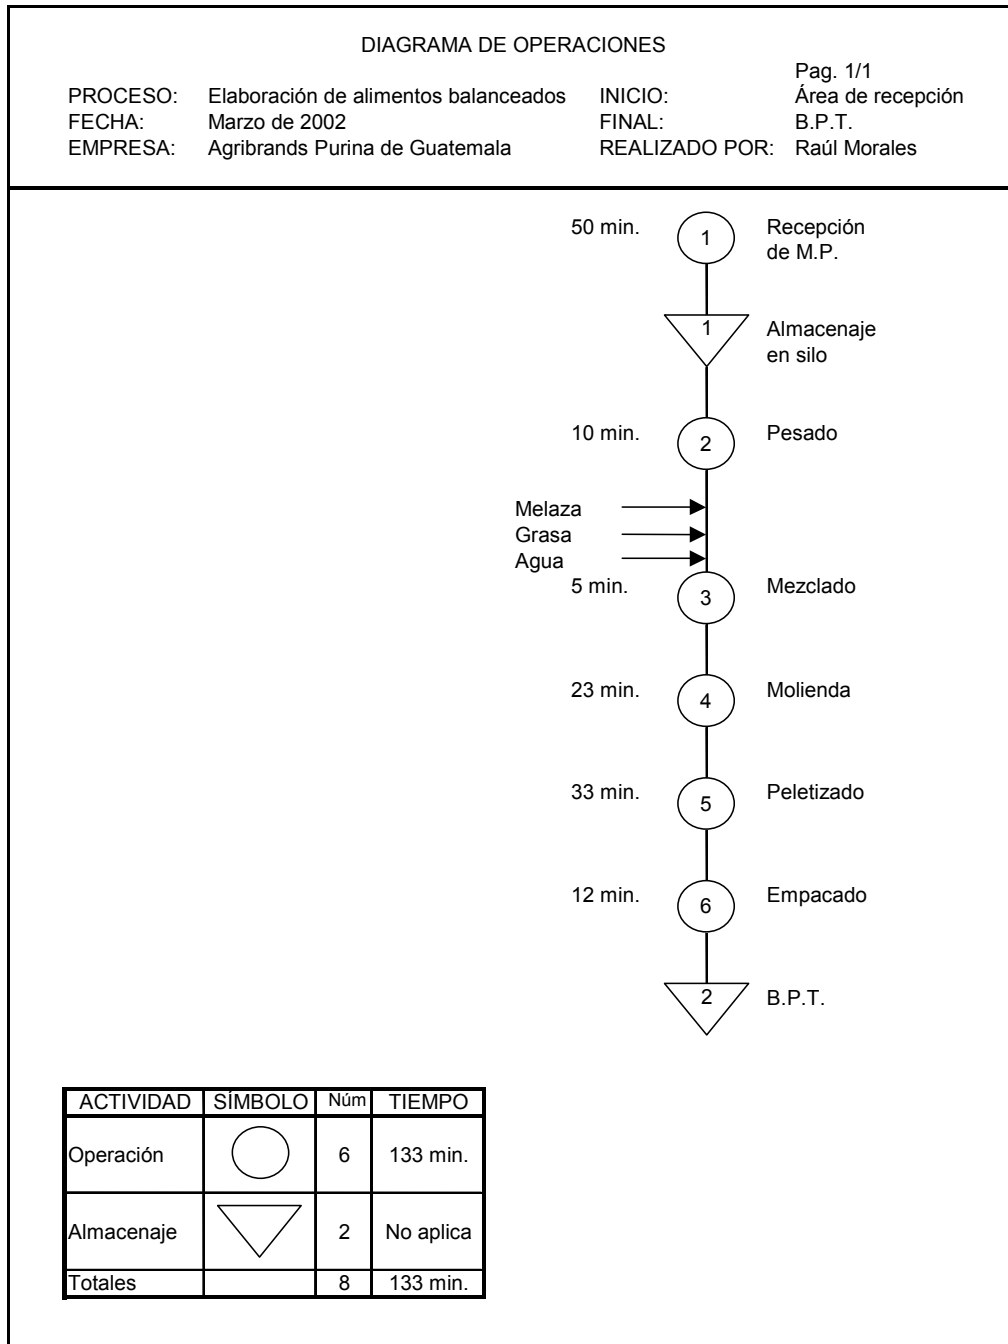 DIAGRAMA DE OPERACIONES
Pag. 1/1
PROCESO: Elaboración de alimentos balanceados INICIO: Área de recepción
FECHA: Marzo de 2002 FINAL: B.P.T.
EMPRESA: Agribrands Purina de Guatemala REALIZADO POR: Raúl Morales
50 min. 1 Recepción
de M.P.
1 Almacenaje
en silo
10 min. 2 Pesado
Melaza
Grasa
Agua
5 min. 3 Mezclado
23 min. 4 Molienda
33 min. 5 Peletizado
12 min. 6 Empacado
2 B.P.T.
ACTIVIDAD SÍMBOLO Núm TIEMPO
Operación 6 133 min.
Almacenaje 2 No aplica
Totales 8 133 min.